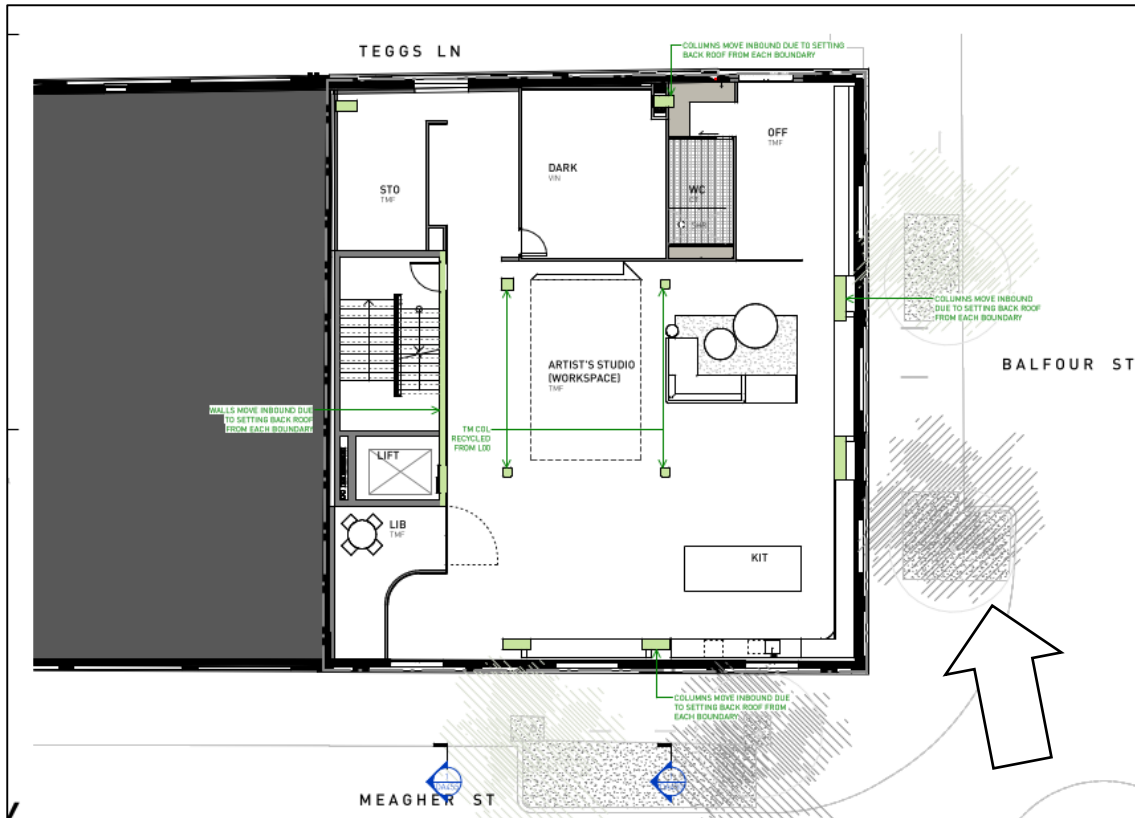 TEGGS LN
COLUMNS MOVE INBOUND DUE TO SETTING
BACK ROOF FROM EACH BOUNDARY
OFF
TMF
DARK
VIN
STO
TMF
WC
CT
COLUMNS MOVE INBOUND
DUE TO SETTING BACK ROOF
FROM EACH BOUNDARY
BALFOUR ST
ARTIST'S STUDIO
(WORKSPACE)
TMF
WALLS MOVE INBOUND DUE
TO SETTING BACK ROOF
FROM EACH BOUNDARY
TM COL
RECYCLED
FROM L00
LIFT
LIB
TMF
KIT
COLUMNS MOVE INBOUND DUE
TO SETTING BACK ROOF FROM
EACH BOUNDARY
MEAGHER ST